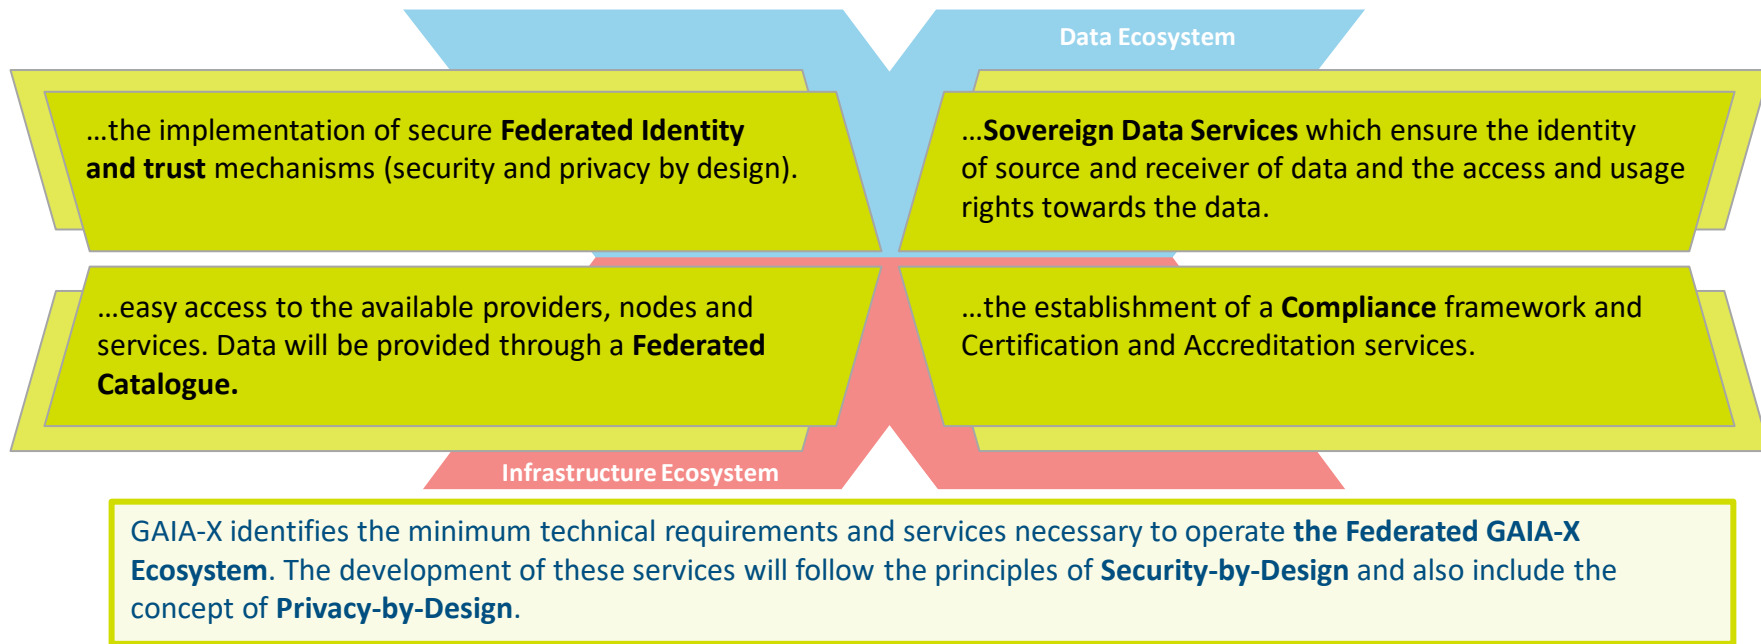 Data Ecosystem
...the implementation of secure Federated Identity
and trust mechanisms (security and privacy by design).
...Sovereign Data Services which ensure the identity
of source and receiver of data and the access and usage
rights towards the data.
...easy access to the available providers, nodes and
services. Data will be provided through a Federated
Catalogue.
...the establishment of a Compliance framework and
Certification and Accreditation services.
Infrastructure Ecosystem
GAIA-X identifies the minimum technical requirements and services necessary to operate the Federated GAIA-X
Ecosystem. The development of these services will follow the principles of Security-by-Design and also include the
concept of Privacy-by-Design.